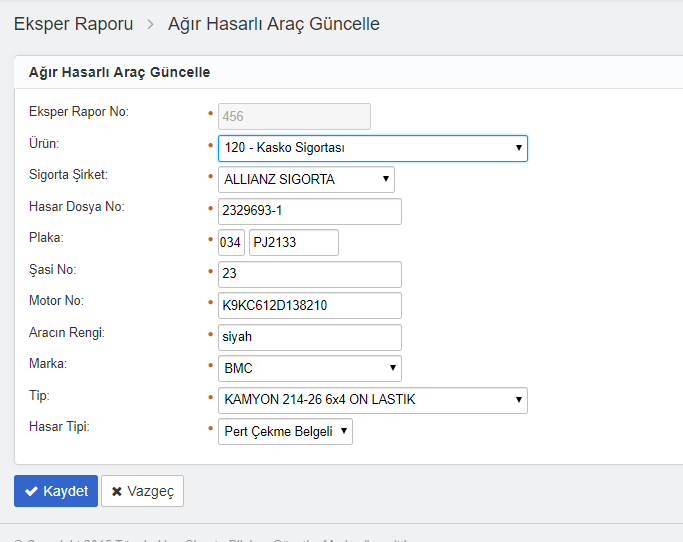 Eksper Raporu > Ağır Hasarlı Araç Güncelle
Ağır Hasarlı Araç Güncelle
Eksper Rapor No: • 456
Ürün: • 120 - Kasko Sigortası
Sigorta Şirket: • ALLIANZ SIGORTA
Hasar Dosya No: • 2329693-1
Plaka: • 034 PJ2133
Şasi No: • 23
Motor No: • K9KC612D138210
Aracın Rengi: • siyah
Marka: • BMC
Tip: • KAMYON 214-26 6x4 ON LASTIK
Hasar Tipi: • Pert Çekme Belgeli
Kaydet Vazgeç